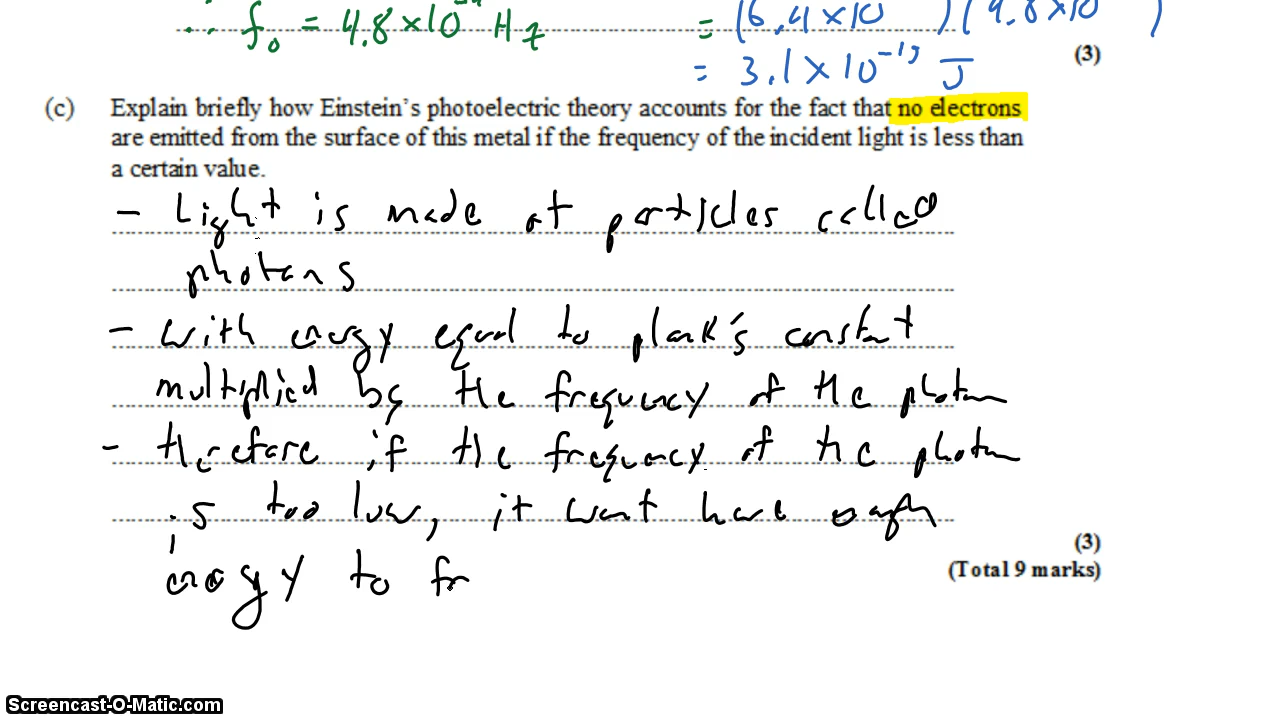 ∴ f₀ = 4.8 × 10 Hz
= (6.4 × 10 ) (4.8 × 10 )
= 3.1 × 10⁻¹⁹ J
(3)
(c) Explain briefly how Einstein's photoelectric theory accounts for the fact that no electrons
are emitted from the surface of this metal if the frequency of the incident light is less than
a certain value.
- Light is made of particles called
photons
- with energy equal to plank's constant
multiplied by the frequency of the photon
- therefore if the frequency of the photon
is too low, it wont have enough
energy to fr
(3)
(Total 9 marks)
Screencast-O-Matic.com